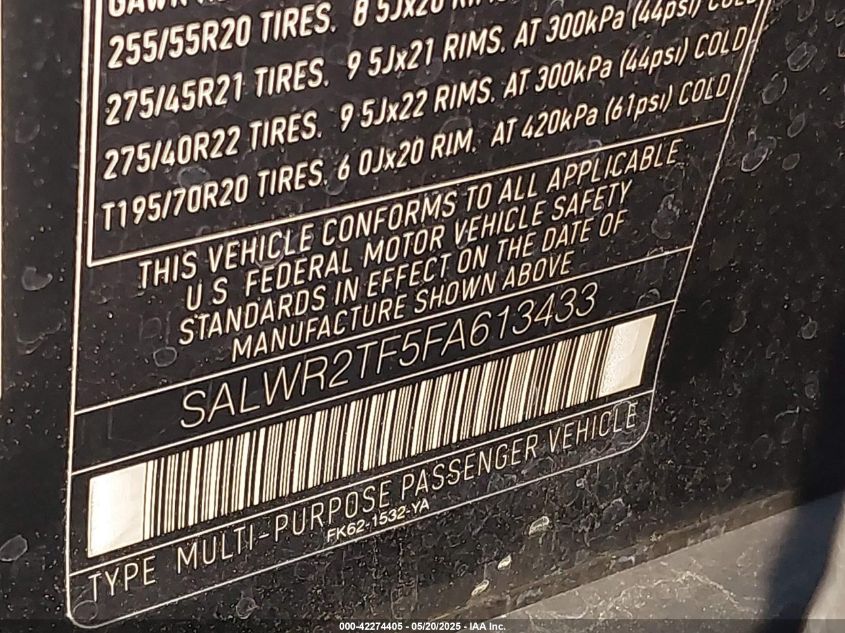 255/55R20 TIRES. 8 5Jx20
275/45R21 TIRES. 9 5Jx21 RIMS. AT 300kPa (44psi) COLD
275/40R22 TIRES. 9 5Jx22 RIMS. AT 300kPa (44psi) COLD
T195/70R20 TIRES. 6 0Jx20 RIM. AT 420kPa (61psi) COLD
THIS VEHICLE CONFORMS TO ALL APPLICABLE
U S FEDERAL MOTOR VEHICLE SAFETY
STANDARDS IN EFFECT ON THE DATE OF
MANUFACTURE SHOWN ABOVE
SALWR2TF5FA613433
TYPE MULTI-PURPOSE PASSENGER VEHICLE
FK62-1532-YA
000-42274405 - 05/20/2025 - IAA Inc.